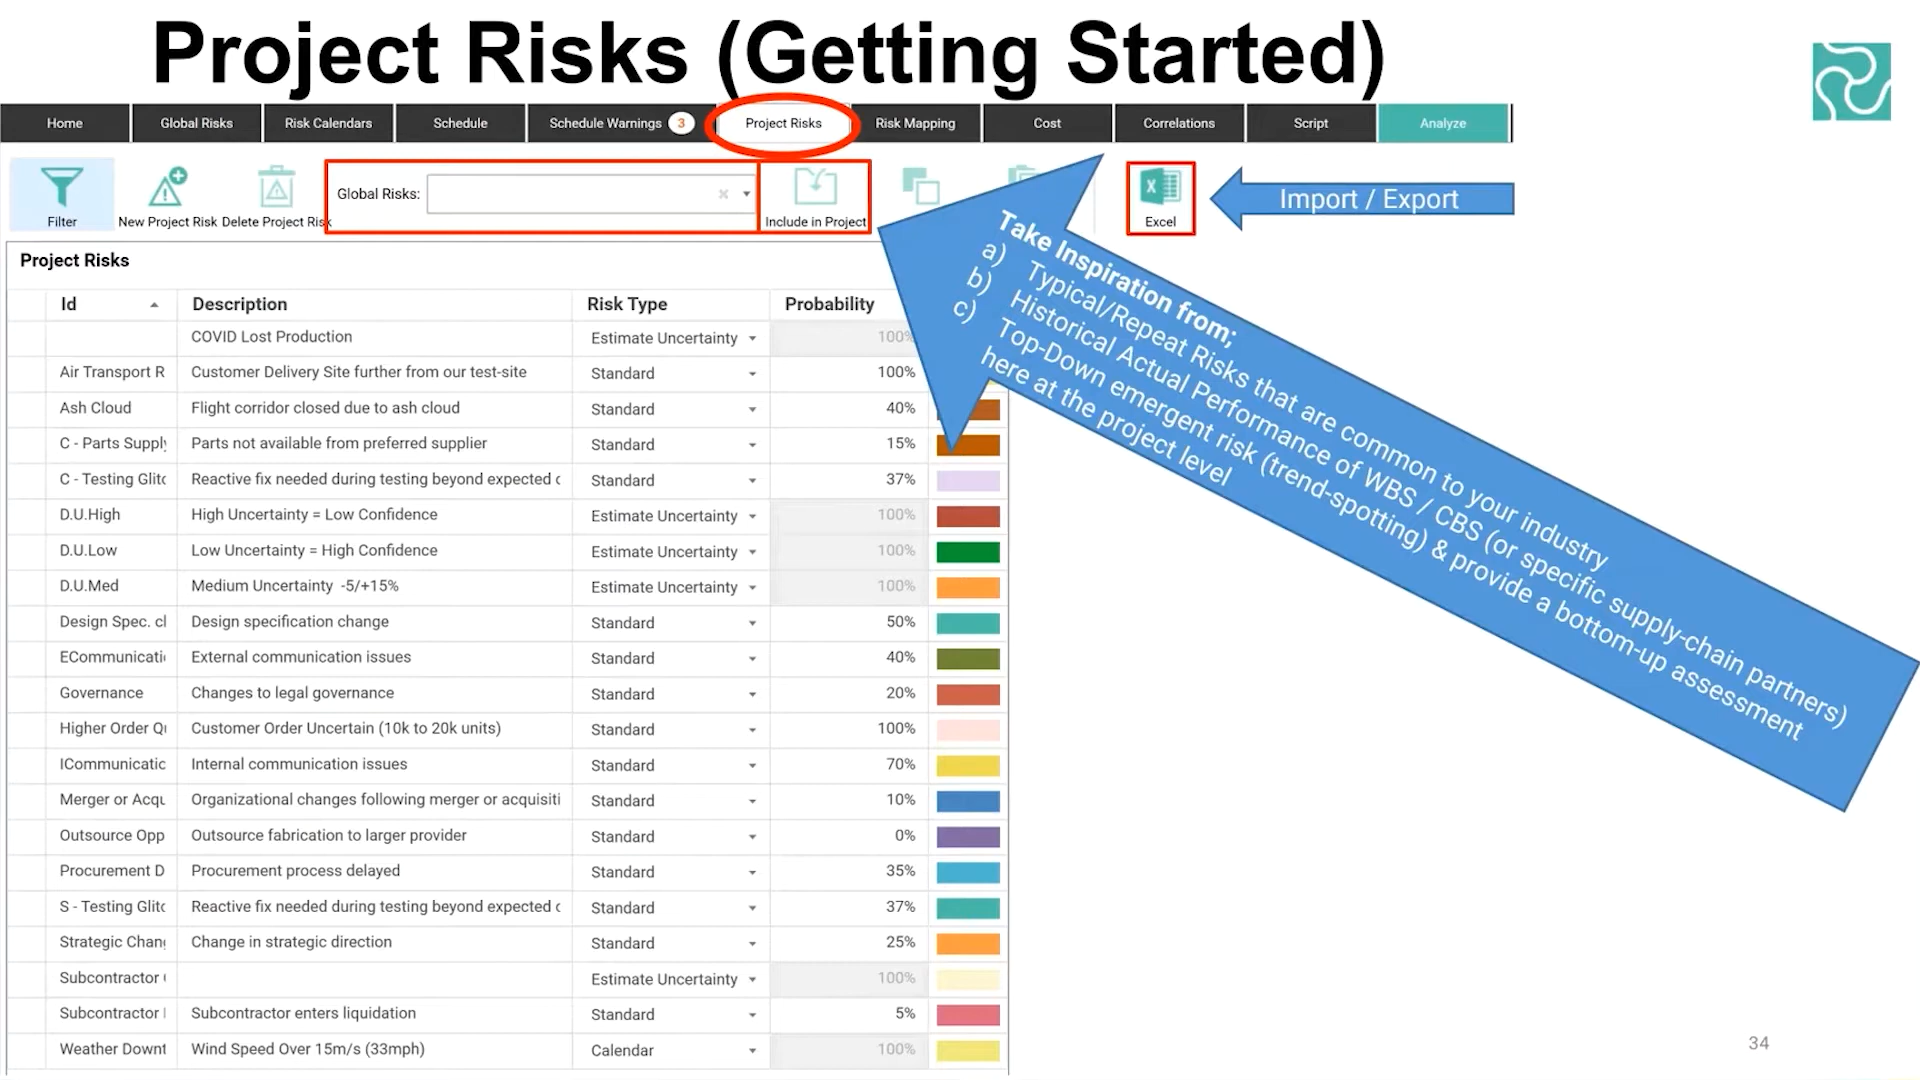 Project Risks (Getting Started)
Home Global Risks Risk Calendars Schedule Schedule Warnings 3 Project Risks Risk Mapping Cost Correlations Script Analyze
Filter New Project Risk Delete Project Risk Global Risks: Include in Project Excel
Import / Export
Take Inspiration from;
a) Typical/Repeat Risks that are common to your industry
b) Historical Actual Performance of WBS / CBS (or specific supply-chain partners)
c) Top-Down emergent risk (trend-spotting) & provide a bottom-up assessment
here at the project level
Project Risks
Id Description Risk Type Probability
COVID Lost Production Estimate Uncertainty 100%
Air Transport R Customer Delivery Site further from our test-site Standard 100%
Ash Cloud Flight corridor closed due to ash cloud Standard 40%
C - Parts Supply Parts not available from preferred supplier Standard 15%
C - Testing Glitc Reactive fix needed during testing beyond expected c Standard 37%
D.U.High High Uncertainty = Low Confidence Estimate Uncertainty 100%
D.U.Low Low Uncertainty = High Confidence Estimate Uncertainty 100%
D.U.Med Medium Uncertainty -5/+15% Estimate Uncertainty 100%
Design Spec. cl Design specification change Standard 50%
ECommunicati External communication issues Standard 40%
Governance Changes to legal governance Standard 20%
Higher Order Qu Customer Order Uncertain (10k to 20k units) Standard 100%
ICommunicatic Internal communication issues Standard 70%
Merger or Acqu Organizational changes following merger or acquisiti Standard 10%
Outsource Opp Outsource fabrication to larger provider Standard 0%
Procurement D Procurement process delayed Standard 35%
S - Testing Glitc Reactive fix needed during testing beyond expected c Standard 37%
Strategic Chang Change in strategic direction Standard 25%
Subcontractor Estimate Uncertainty 100%
Subcontractor Subcontractor enters liquidation Standard 5%
Weather Downt Wind Speed Over 15m/s (33mph) Calendar 100%
34